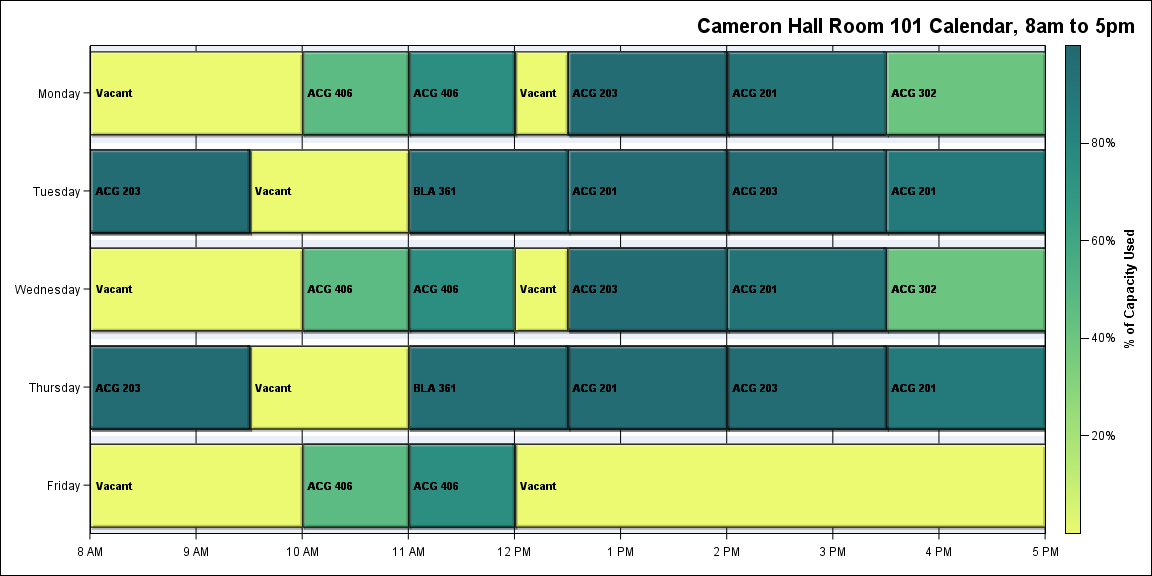 Cameron Hall Room 101 Calendar, 8am to 5pm
Monday
Vacant
ACG 406
ACG 406
Vacant
ACG 203
ACG 201
ACG 302
Tuesday
ACG 203
Vacant
BLA 361
ACG 201
ACG 203
ACG 201
Wednesday
Vacant
ACG 406
ACG 406
Vacant
ACG 203
ACG 201
ACG 302
Thursday
ACG 203
Vacant
BLA 361
ACG 201
ACG 203
ACG 201
Friday
Vacant
ACG 406
ACG 406
Vacant
8 AM
9 AM
10 AM
11 AM
12 PM
1 PM
2 PM
3 PM
4 PM
5 PM
80%
60%
40%
20%
% of Capacity Used